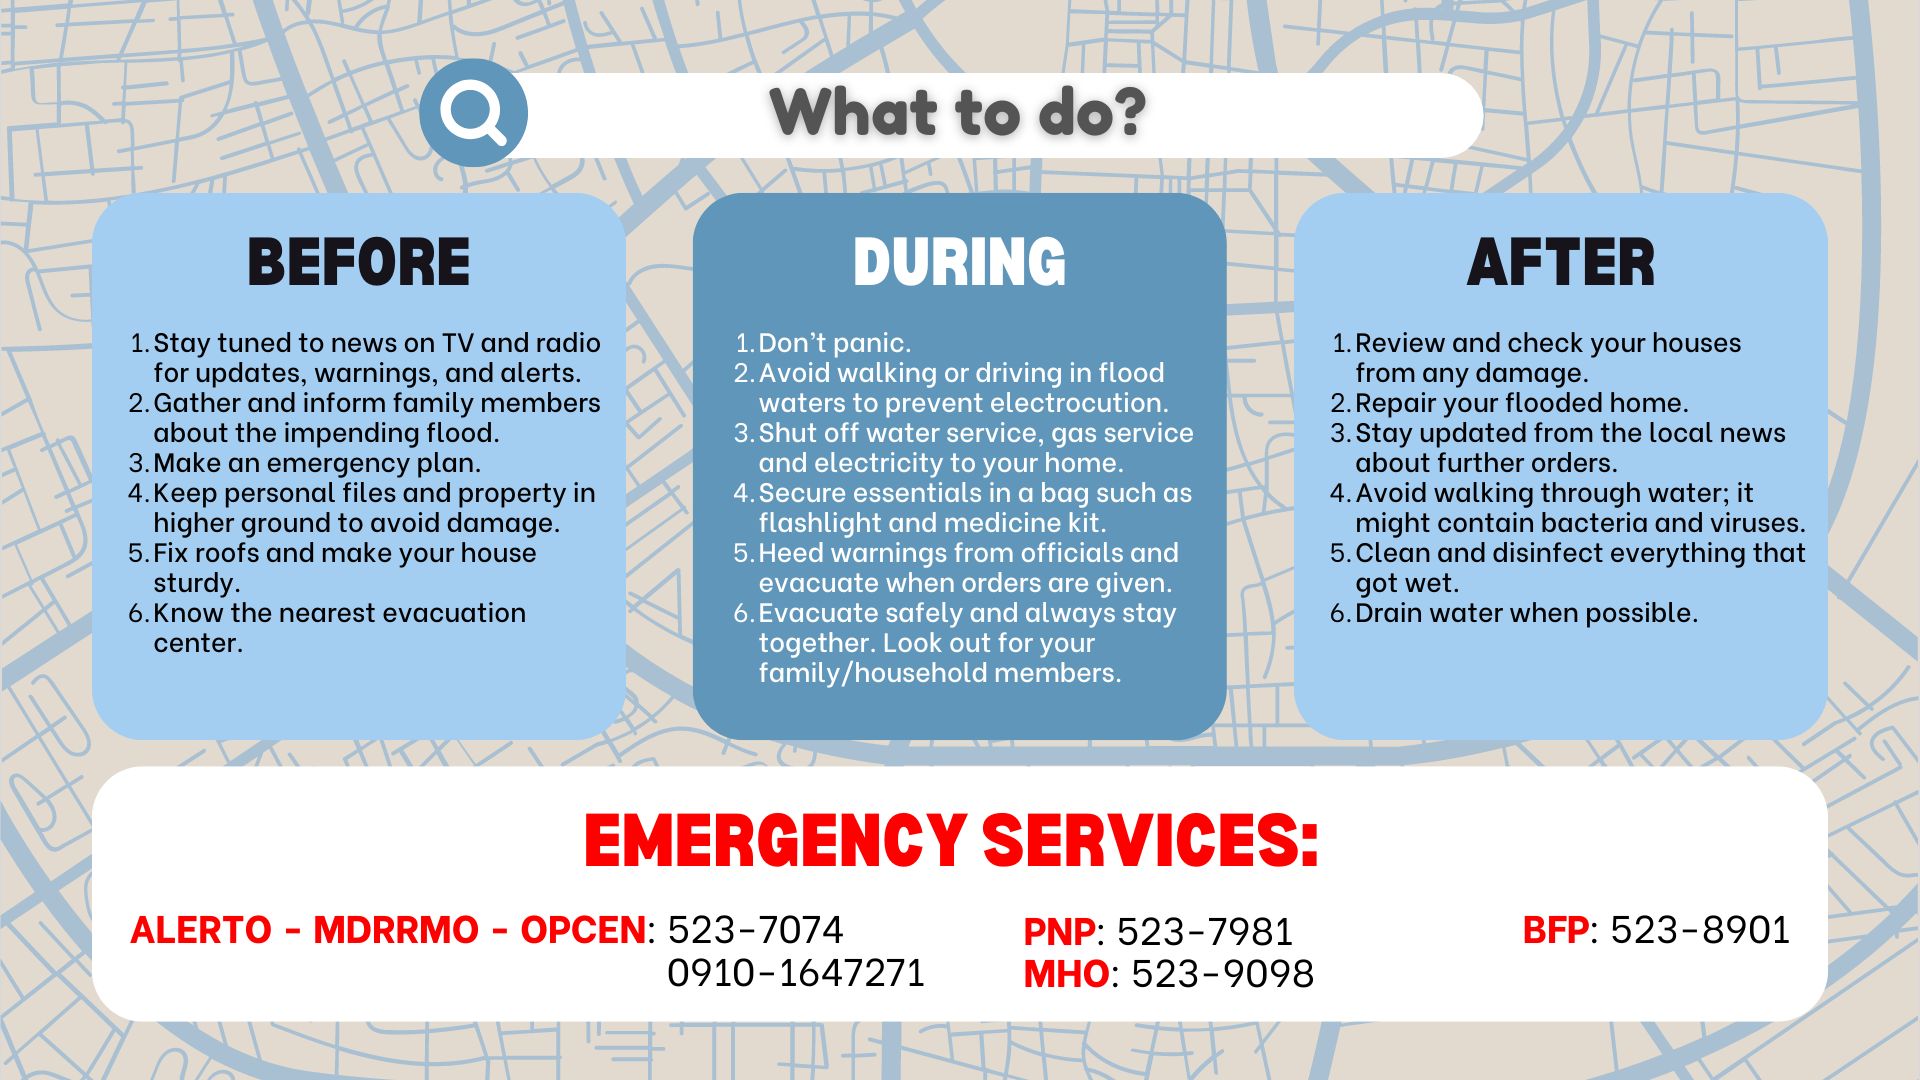 What to do?
BEFORE
1. Stay tuned to news on TV and radio
for updates, warnings, and alerts.
2. Gather and inform family members
about the impending flood.
3. Make an emergency plan.
4. Keep personal files and property in
higher ground to avoid damage.
5. Fix roofs and make your house
sturdy.
6. Know the nearest evacuation
center.
DURING
1. Don't panic.
2. Avoid walking or driving in flood
waters to prevent electrocution.
3. Shut off water service, gas service
and electricity to your home.
4. Secure essentials in a bag such as
flashlight and medicine kit.
5. Heed warnings from officials and
evacuate when orders are given.
6. Evacuate safely and always stay
together. Look out for your
family/household members.
AFTER
1. Review and check your houses
from any damage.
2. Repair your flooded home.
3. Stay updated from the local news
about further orders.
4. Avoid walking through water; it
might contain bacteria and viruses.
5. Clean and disinfect everything that
got wet.
6. Drain water when possible.
EMERGENCY SERVICES:
ALERTO - MDRRMO - OPCEN: 523-7074
0910-1647271
PNP: 523-7981
MHO: 523-9098
BFP: 523-8901